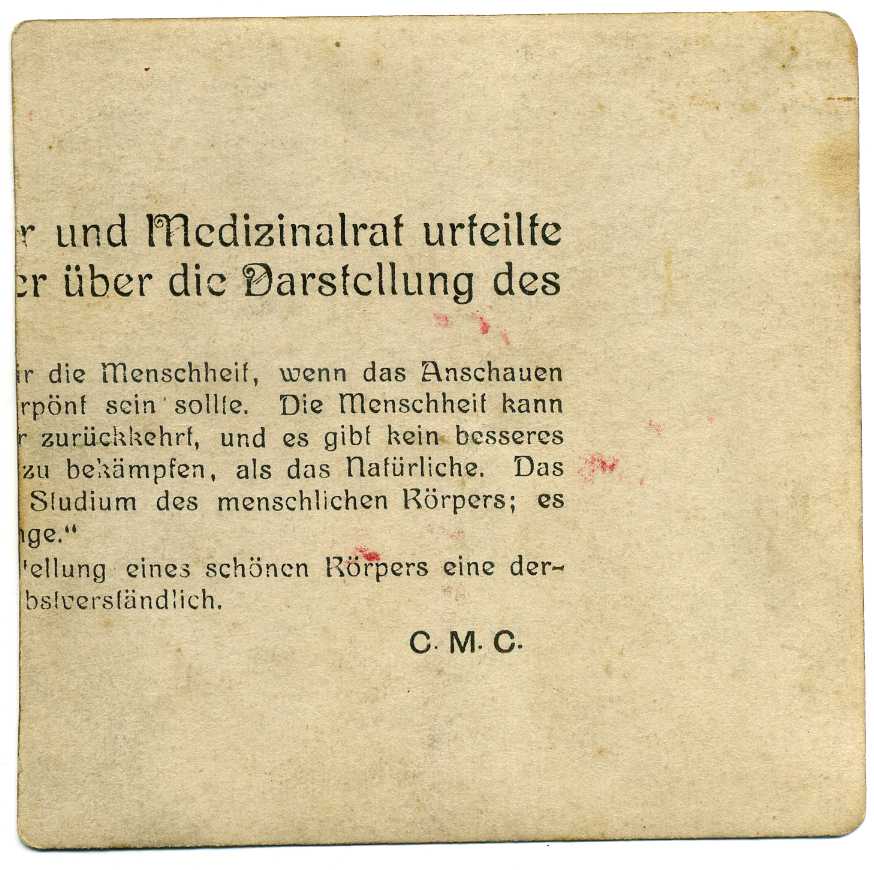 r und Medizinalrat urteilte
er über die Darstellung des
ir die Menschheit, wenn das Anschauen
rpönt sein sollte. Die Menschheit kann
r zurückkehrt, und es gibt kein besseres
zu bekämpfen, als das Natürliche. Das
Studium des menschlichen Körpers; es
nge.“
tellung eines schönen Körpers eine der-
bstverständlich.
C. M. C.